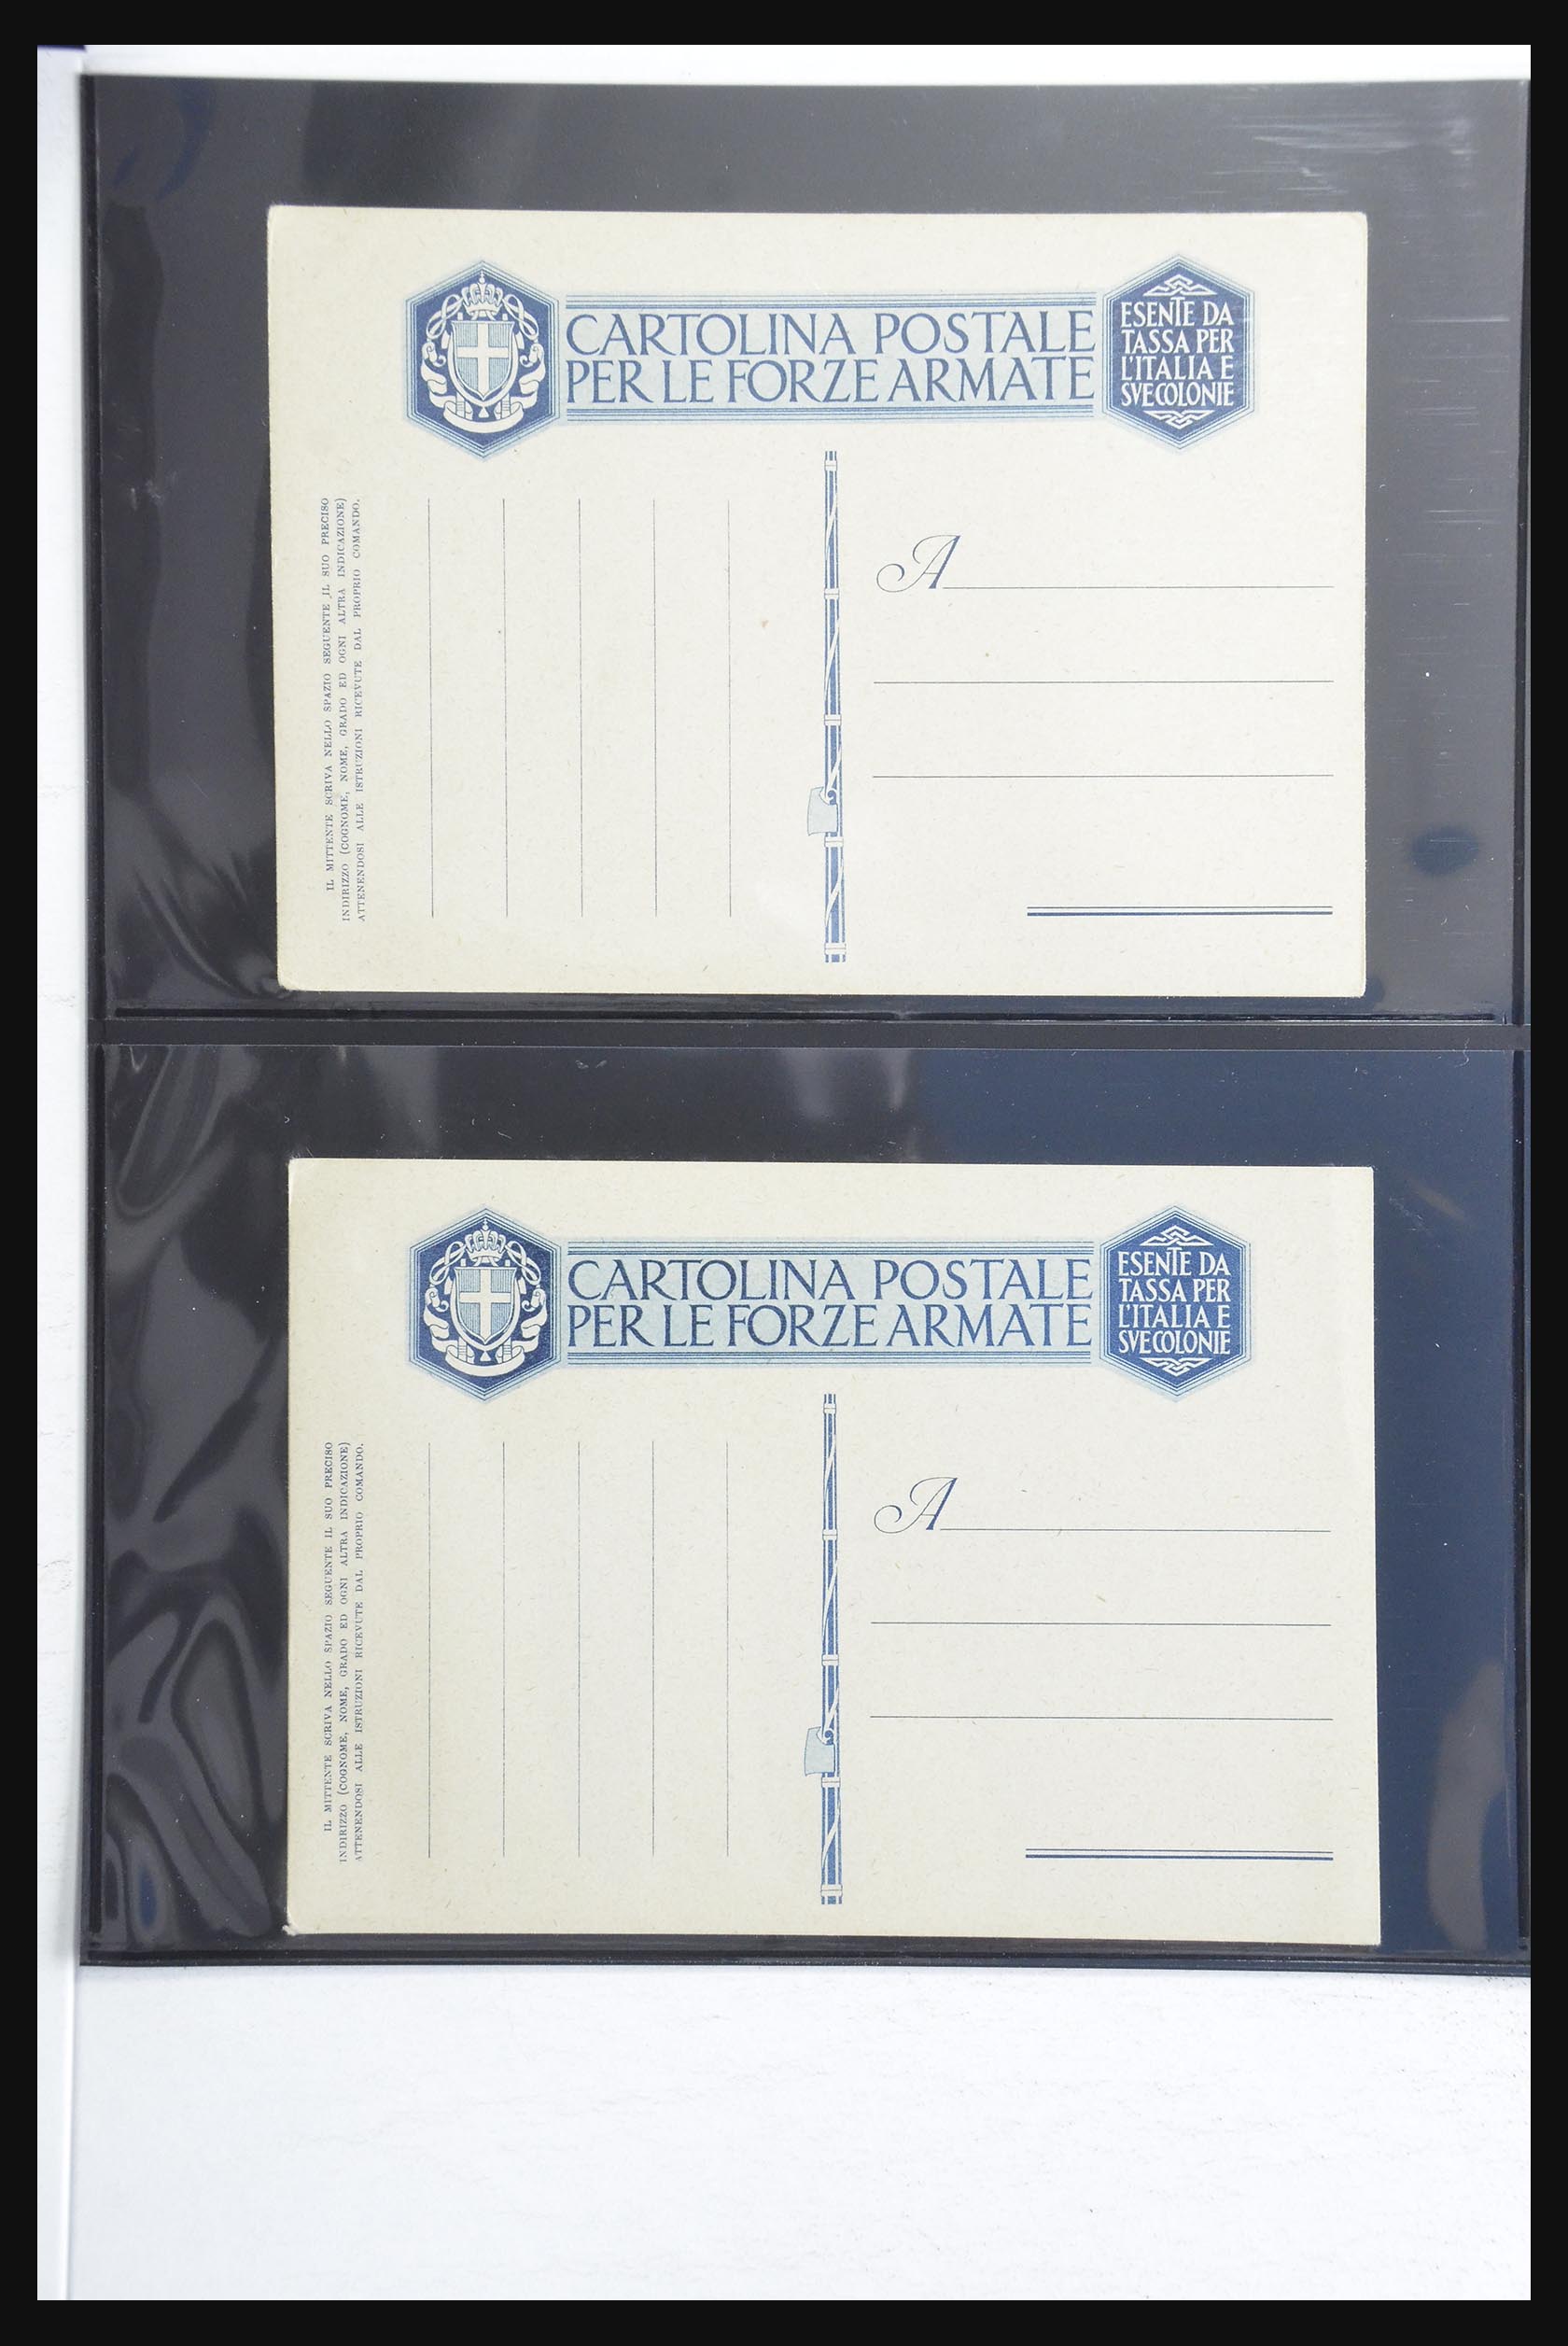 CARTOLINA POSTALE
PER LE FORZE ARMATE
ESENTE DA
TASSA PER
L'ITALIA E
SVE COLONIE
IL MITTENTE SCRIVA NELLO SPAZIO SEGUENTE IL SUO PRECISO
INDIRIZZO (COGNOME, NOME, GRADO ED OGNI ALTRA INDICAZIONE)
ATTENENDOSI ALLE ISTRUZIONI RICEVUTE DAL PROPRIO COMANDO.
A
CARTOLINA POSTALE
PER LE FORZE ARMATE
ESENTE DA
TASSA PER
L'ITALIA E
SVE COLONIE
IL MITTENTE SCRIVA NELLO SPAZIO SEGUENTE IL SUO PRECISO
INDIRIZZO (COGNOME, NOME, GRADO ED OGNI ALTRA INDICAZIONE)
ATTENENDOSI ALLE ISTRUZIONI RICEVUTE DAL PROPRIO COMANDO.
A